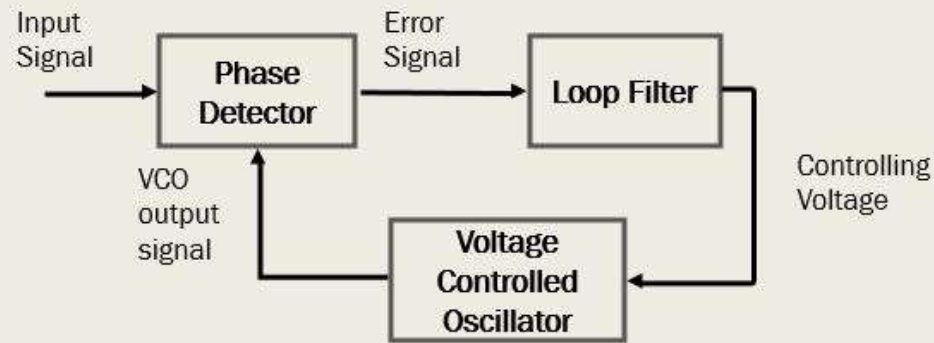 Input
Signal
Phase
Detector
Error
Signal
Loop Filter
Controlling
Voltage
VCO
output
signal
Voltage
Controlled
Oscillator